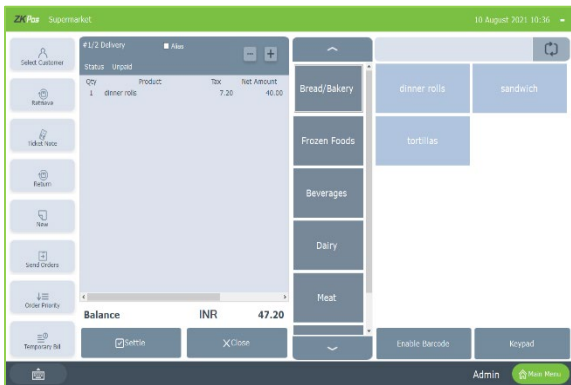 ZKPos Supermarket 10 August 2021 10:36
Select Customer
Retrieve
Ticket Note
Return
New
Send Orders
Order Priority
Temporary Bill
#1/2 Delivery Alias
Status Unpaid
Qty Product Tax Net Amount
1 dinner rolls 7.20 40.00
Balance INR 47.20
Settle Close
Bread/Bakery
Frozen Foods
Beverages
Dairy
Meat
dinner rolls sandwich
tortillas
Enable Barcode Keypad
Admin Main Menu